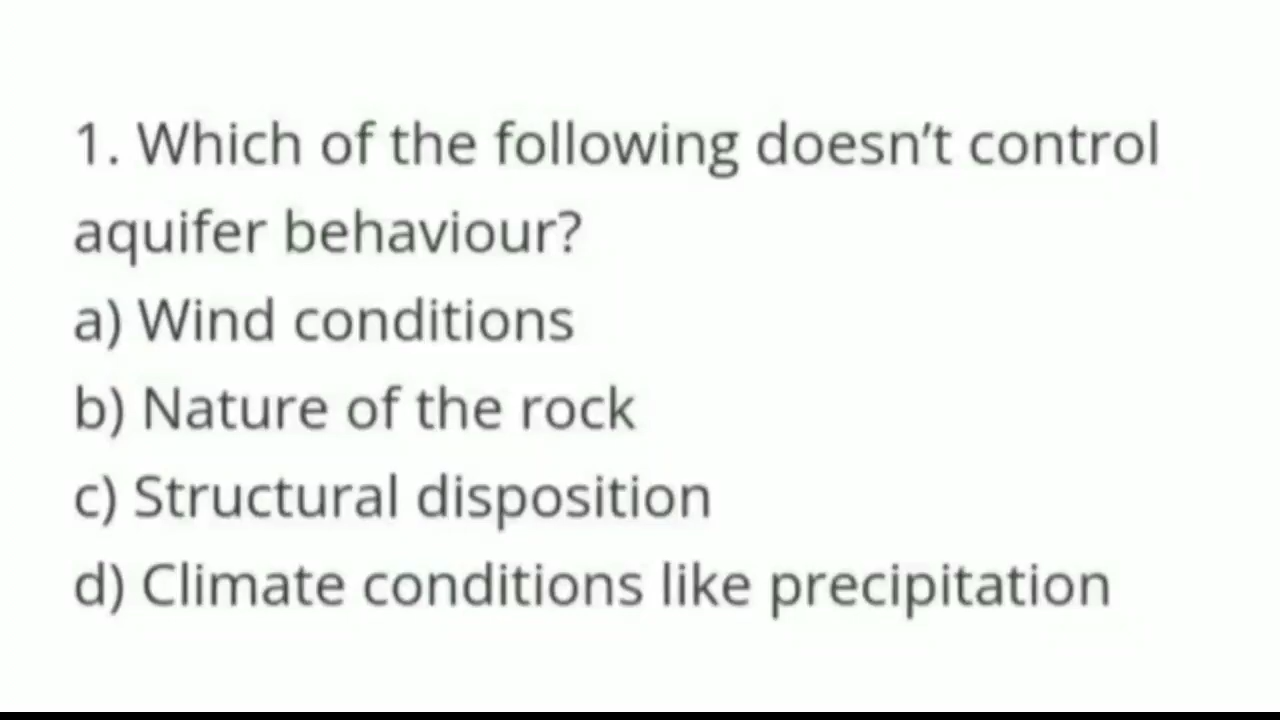 1. Which of the following doesn’t control
aquifer behaviour?
a) Wind conditions
b) Nature of the rock
c) Structural disposition
d) Climate conditions like precipitation